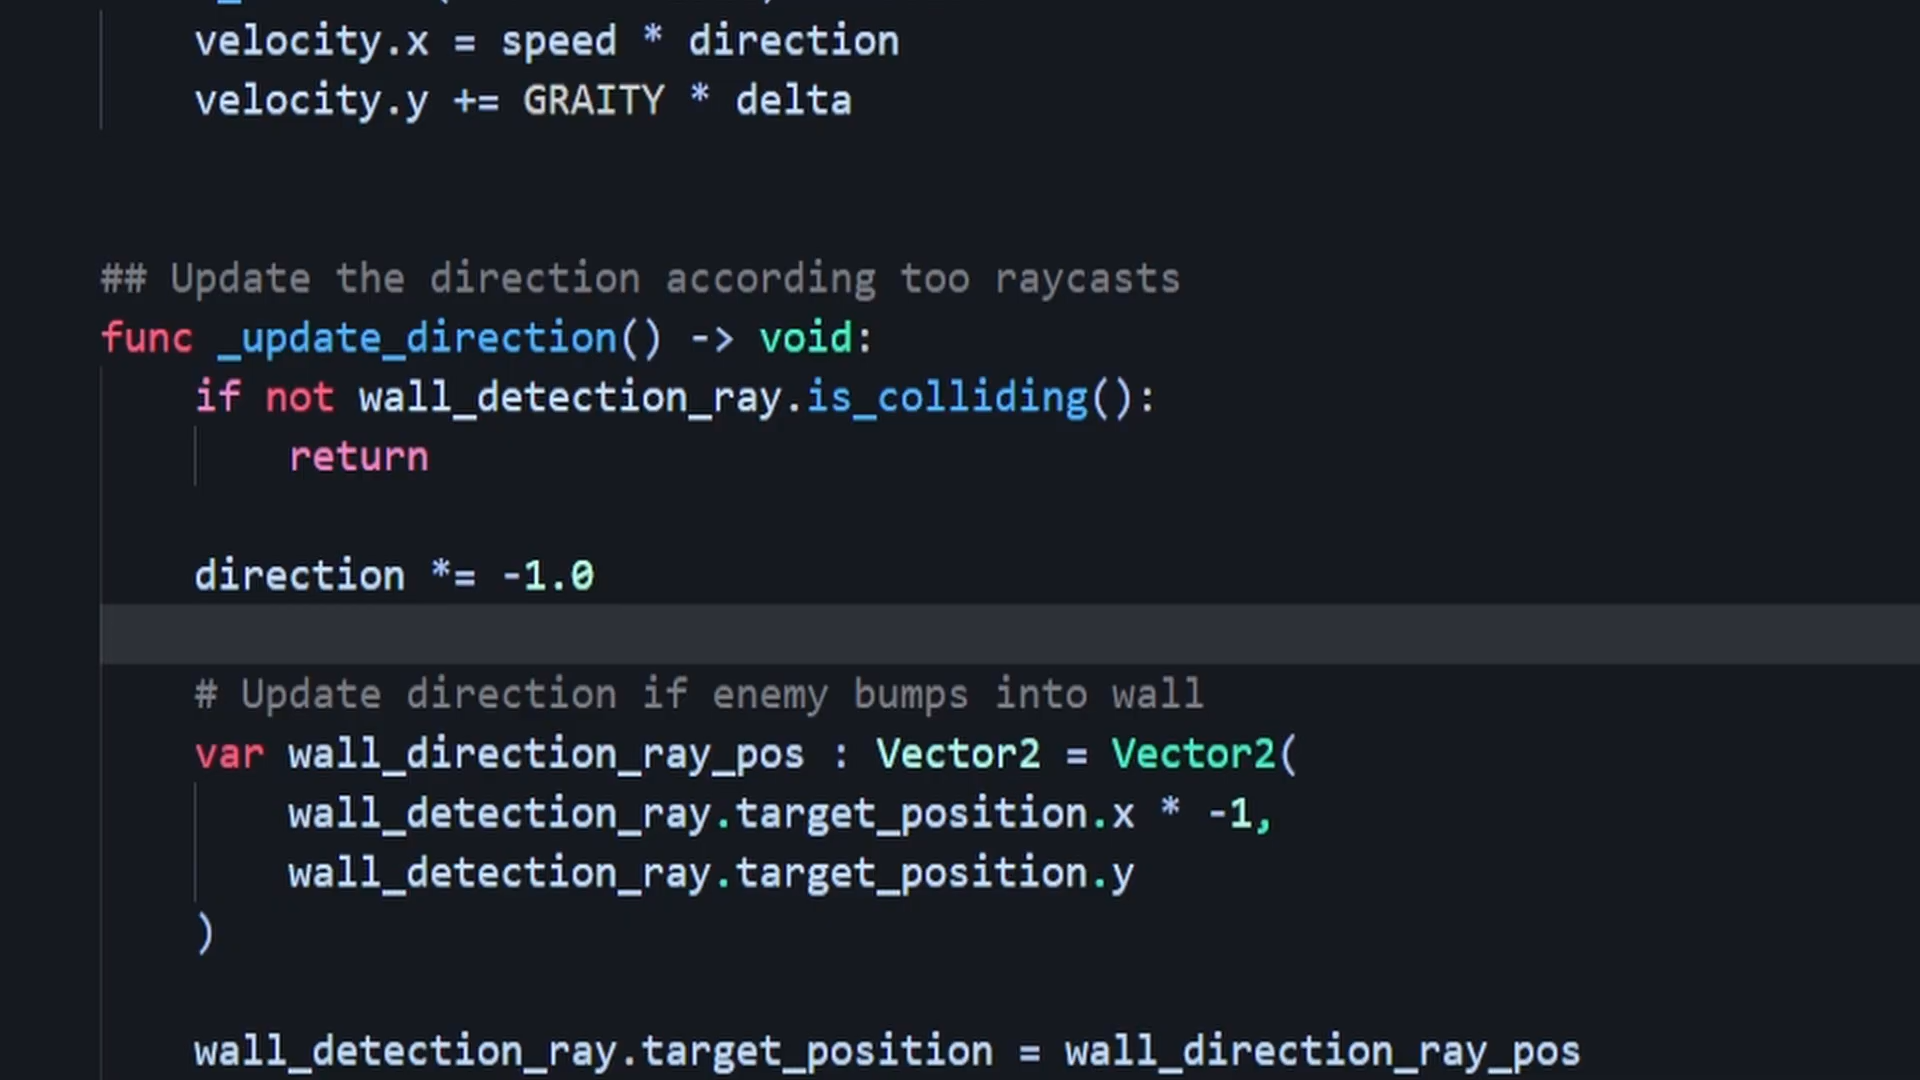 velocity.x = speed * direction
velocity.y += GRAITY * delta
## Update the direction according too raycasts
func _update_direction() -> void:
if not wall_detection_ray.is_colliding():
return
direction *= -1.0
# Update direction if enemy bumps into wall
var wall_direction_ray_pos : Vector2 = Vector2(
wall_detection_ray.target_position.x * -1,
wall_detection_ray.target_position.y
)
wall_detection_ray.target_position = wall_direction_ray_pos